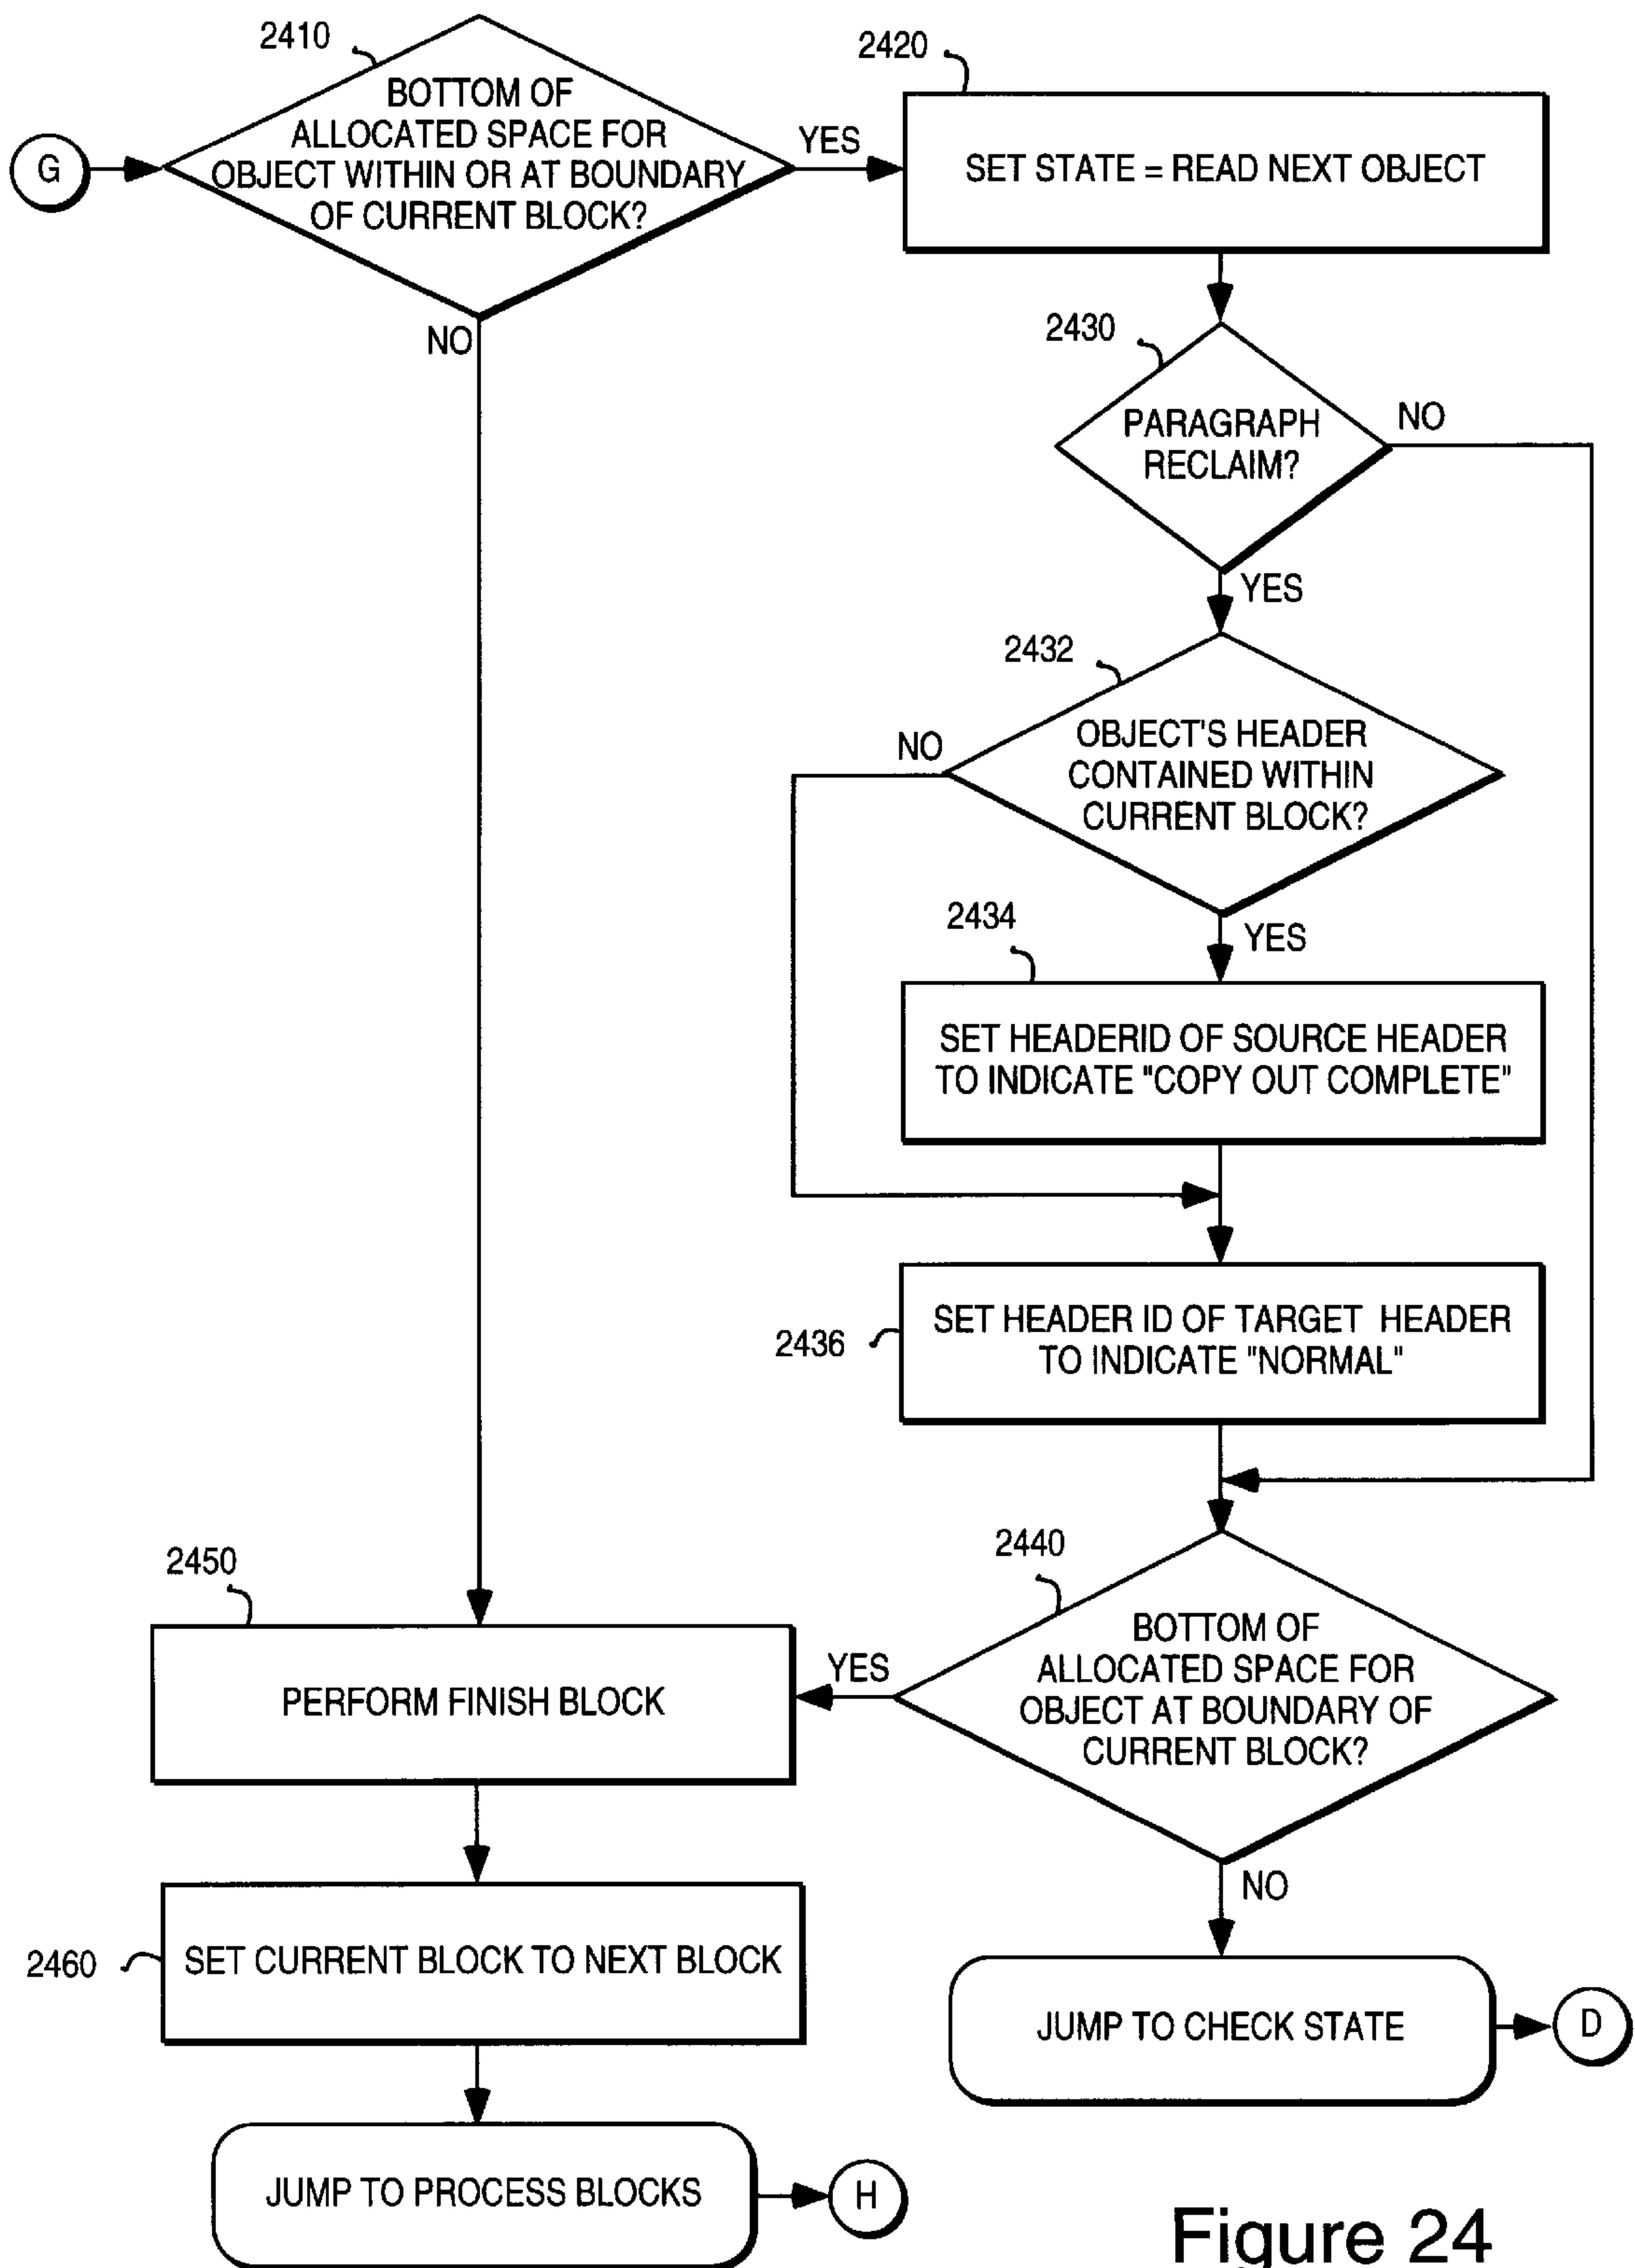 2410
BOTTOM OF
ALLOCATED SPACE FOR
OBJECT WITHIN OR AT BOUNDARY
OF CURRENT BLOCK?
G
YES
NO
2420
SET STATE = READ NEXT OBJECT
2430
PARAGRAPH
RECLAIM?
NO
YES
2432
OBJECT'S HEADER
CONTAINED WITHIN
CURRENT BLOCK?
NO
YES
2434
SET HEADERID OF SOURCE HEADER
TO INDICATE "COPY OUT COMPLETE"
2436
SET HEADER ID OF TARGET HEADER
TO INDICATE "NORMAL"
2440
BOTTOM OF
ALLOCATED SPACE FOR
OBJECT AT BOUNDARY OF
CURRENT BLOCK?
YES
NO
2450
PERFORM FINISH BLOCK
2460
SET CURRENT BLOCK TO NEXT BLOCK
JUMP TO CHECK STATE
D
JUMP TO PROCESS BLOCKS
H
Figure 24